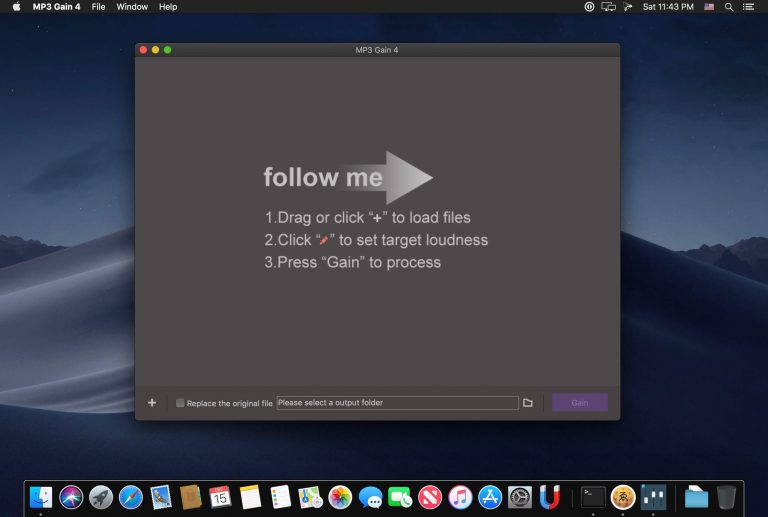 MP3 Gain 4 File Window Help Sat 11:43 PM
MP3 Gain 4
follow me
1.Drag or click “+” to load files
2.Click “” to set target loudness
3.Press “Gain” to process
+ Replace the original file Please select a output folder Gain
15